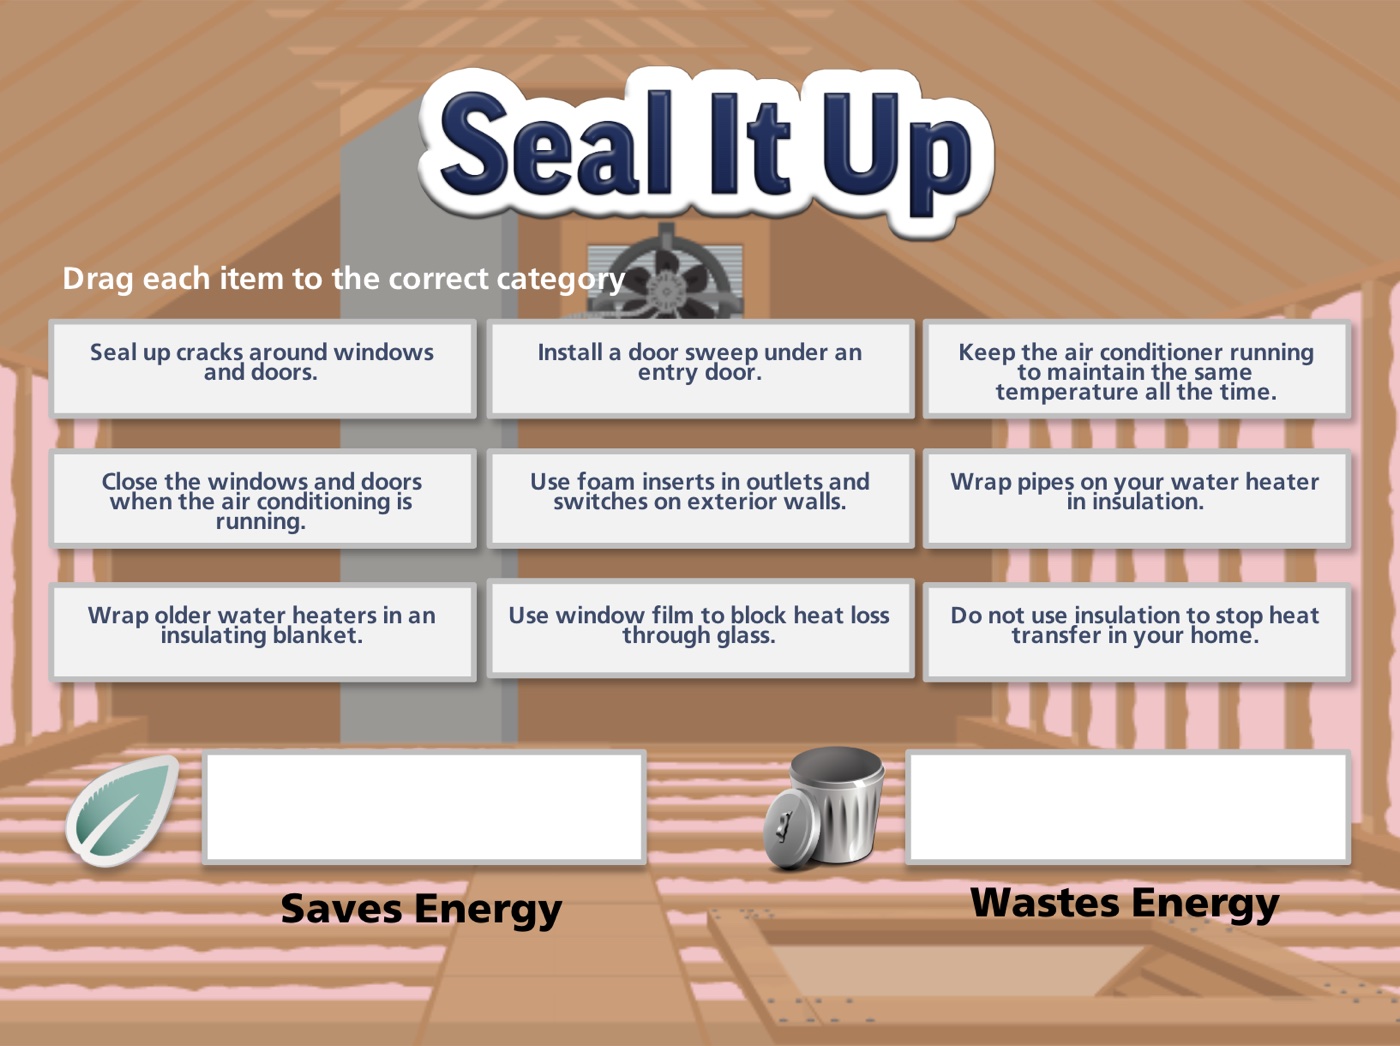 Seal It Up
Drag each item to the correct category
Seal up cracks around windows
and doors.
Install a door sweep under an
entry door.
Keep the air conditioner running
to maintain the same
temperature all the time.
Close the windows and doors
when the air conditioning is
running.
Use foam inserts in outlets and
switches on exterior walls.
Wrap pipes on your water heater
in insulation.
Wrap older water heaters in an
insulating blanket.
Use window film to block heat loss
through glass.
Do not use insulation to stop heat
transfer in your home.
Saves Energy
Wastes Energy